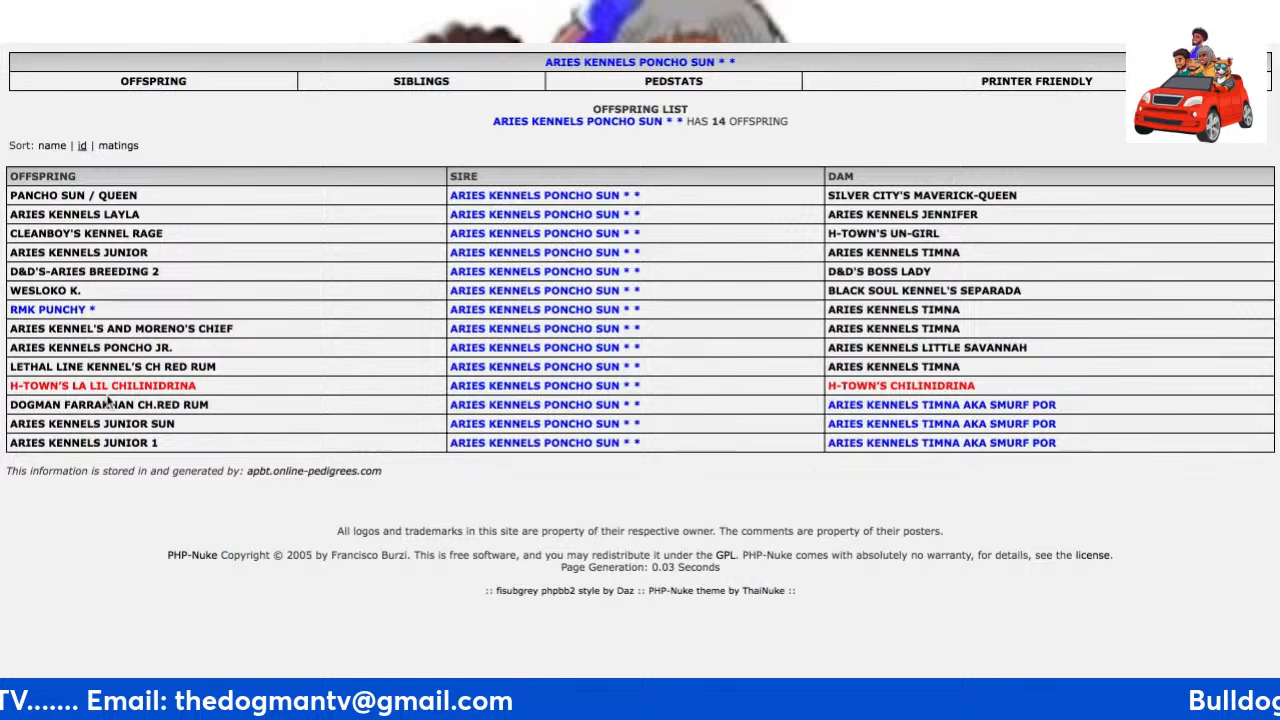 ARIES KENNELS PONCHO SUN * *
OFFSPRING SIBLINGS PEDSTATS PRINTER FRIENDLY
OFFSPRING LIST
ARIES KENNELS PONCHO SUN * * HAS 14 OFFSPRING
Sort: name | id | matings
OFFSPRING SIRE DAM
PANCHO SUN / QUEEN ARIES KENNELS PONCHO SUN * * SILVER CITY'S MAVERICK-QUEEN
ARIES KENNELS LAYLA ARIES KENNELS PONCHO SUN * * ARIES KENNELS JENNIFER
CLEANBOY'S KENNEL RAGE ARIES KENNELS PONCHO SUN * * H-TOWN'S UN-GIRL
ARIES KENNELS JUNIOR ARIES KENNELS PONCHO SUN * * ARIES KENNELS TIMNA
D&D'S-ARIES BREEDING 2 ARIES KENNELS PONCHO SUN * * D&D'S BOSS LADY
WESLOKO K. ARIES KENNELS PONCHO SUN * * BLACK SOUL KENNEL'S SEPARADA
RMK PUNCHY * ARIES KENNELS PONCHO SUN * * ARIES KENNELS TIMNA
ARIES KENNEL'S AND MORENO'S CHIEF ARIES KENNELS PONCHO SUN * * ARIES KENNELS TIMNA
ARIES KENNELS PONCHO JR. ARIES KENNELS PONCHO SUN * * ARIES KENNELS LITTLE SAVANNAH
LETHAL LINE KENNEL'S CH RED RUM ARIES KENNELS PONCHO SUN * * ARIES KENNELS TIMNA
H-TOWN'S LA LIL CHILINIDRINA ARIES KENNELS PONCHO SUN * * H-TOWN'S CHILINIDRINA
DOGMAN FARRAKHAN CH.RED RUM ARIES KENNELS PONCHO SUN * * ARIES KENNELS TIMNA AKA SMURF POR
ARIES KENNELS JUNIOR SUN ARIES KENNELS PONCHO SUN * * ARIES KENNELS TIMNA AKA SMURF POR
ARIES KENNELS JUNIOR 1 ARIES KENNELS PONCHO SUN * * ARIES KENNELS TIMNA AKA SMURF POR
This information is stored in and generated by: apbt.online-pedigrees.com
All logos and trademarks in this site are property of their respective owner. The comments are property of their posters.
PHP-Nuke Copyright © 2005 by Francisco Burzi. This is free software, and you may redistribute it under the GPL. PHP-Nuke comes with absolutely no warranty, for details, see the license.
Page Generation: 0.03 Seconds
:: fisubgrey phpbb2 style by Daz :: PHP-Nuke theme by ThaiNuke ::
TV....... Email: thedogmantv@gmail.com Bulldog